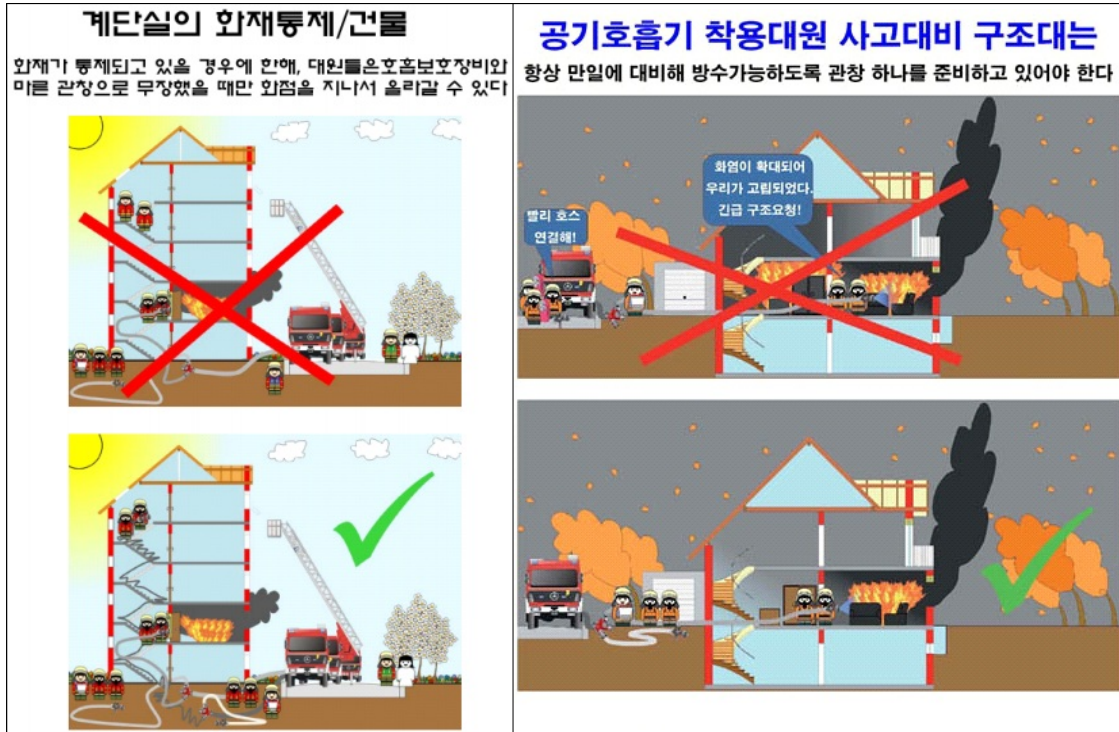 계단실의 화재통제/건물
화재가 통제되고 있을 경우에 한해, 대원들은호흡보호장비와
마른 관창으로 무장했을 때만 화점을 지나서 올라갈 수 있다
공기호흡기 착용대원 사고대비 구조대는
항상 만일에 대비해 방수가능하도록 관창 하나를 준비하고 있어야 한다
화염이 확대되어
우리가 고립되었다.
긴급 구조요청!
빨리 호스
연결해!